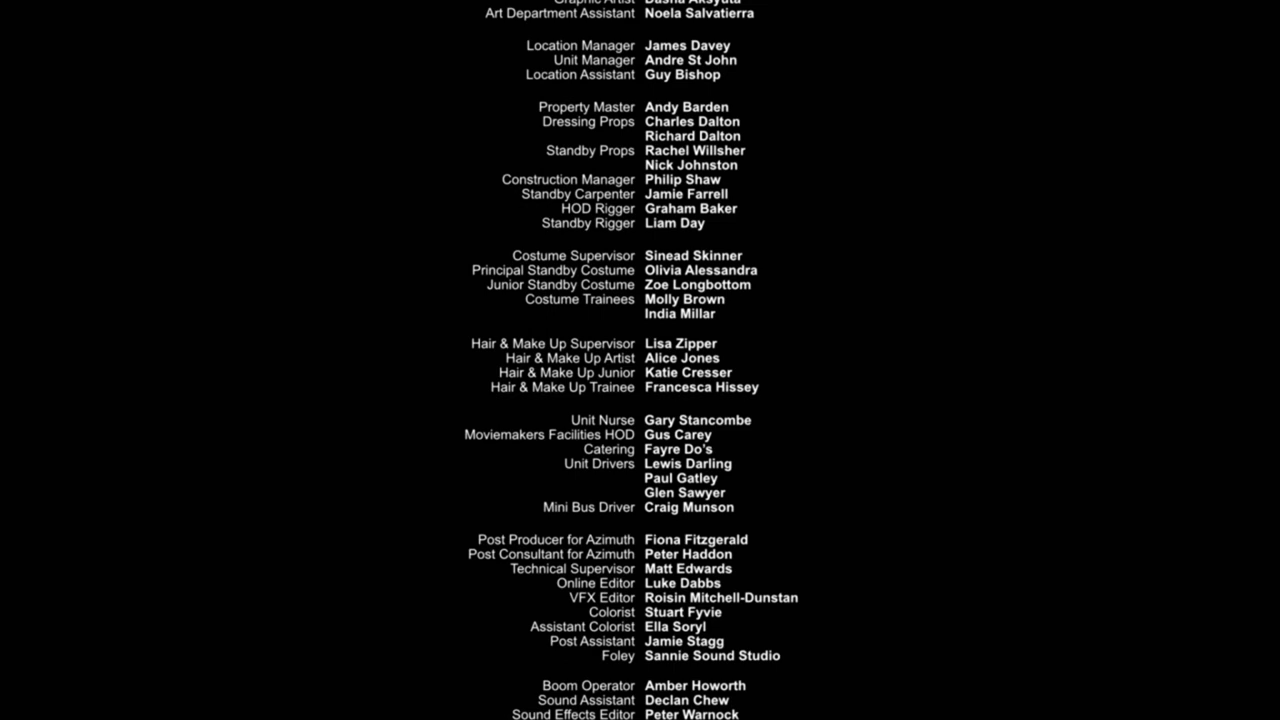 Graphic Artist Dasha Aksyuta
Art Department Assistant Noela Salvatierra
Location Manager James Davey
Unit Manager Andre St John
Location Assistant Guy Bishop
Property Master Andy Barden
Dressing Props Charles Dalton
Richard Dalton
Standby Props Rachel Willsher
Nick Johnston
Construction Manager Philip Shaw
Standby Carpenter Jamie Farrell
HOD Rigger Graham Baker
Standby Rigger Liam Day
Costume Supervisor Sinead Skinner
Principal Standby Costume Olivia Alessandra
Junior Standby Costume Zoe Longbottom
Costume Trainees Molly Brown
India Millar
Hair & Make Up Supervisor Lisa Zipper
Hair & Make Up Artist Alice Jones
Hair & Make Up Junior Katie Cresser
Hair & Make Up Trainee Francesca Hissey
Unit Nurse Gary Stancombe
Moviemakers Facilities HOD Gus Carey
Catering Fayre Do's
Unit Drivers Lewis Darling
Paul Gatley
Glen Sawyer
Mini Bus Driver Craig Munson
Post Producer for Azimuth Fiona Fitzgerald
Post Consultant for Azimuth Peter Haddon
Technical Supervisor Matt Edwards
Online Editor Luke Dabbs
VFX Editor Roisin Mitchell-Dunstan
Colorist Stuart Fyvie
Assistant Colorist Ella Soryl
Post Assistant Jamie Stagg
Foley Sannie Sound Studio
Boom Operator Amber Howorth
Sound Assistant Declan Chew
Sound Effects Editor Peter Warnock